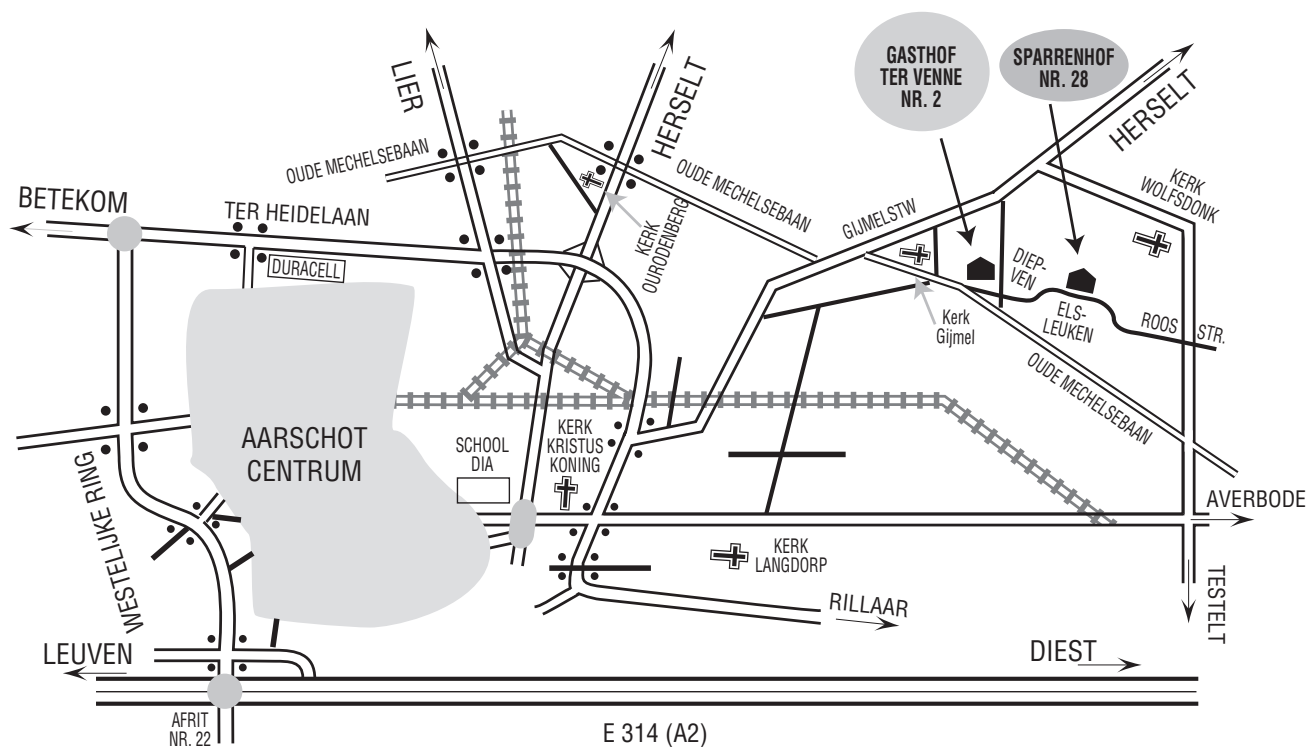 GASTHOF
TER VENNE
NR. 2
SPARRENHOF
NR. 28
LIER
HERSELT
HERSELT
OUDE MECHELSEBAAN
OUDE MECHELSEBAAN
KERK
WOLFSDONK
BETEKOM
TER HEIDELAAN
DURACELL
KERK
OURODENBERG
GIJMELSTW
DIEP-
VEN
ELS-
LEUKEN
ROOS STR.
Kerk
Gijmel
OUDE MECHELSEBAAN
AARSCHOT
CENTRUM
SCHOOL
DIA
KERK
KRISTUS
KONING
WESTELIJKE RING
AVERBODE
KERK
LANGDORP
RILLAAR
TESTELT
LEUVEN
DIEST
AFRIT
NR. 22
E 314 (A2)